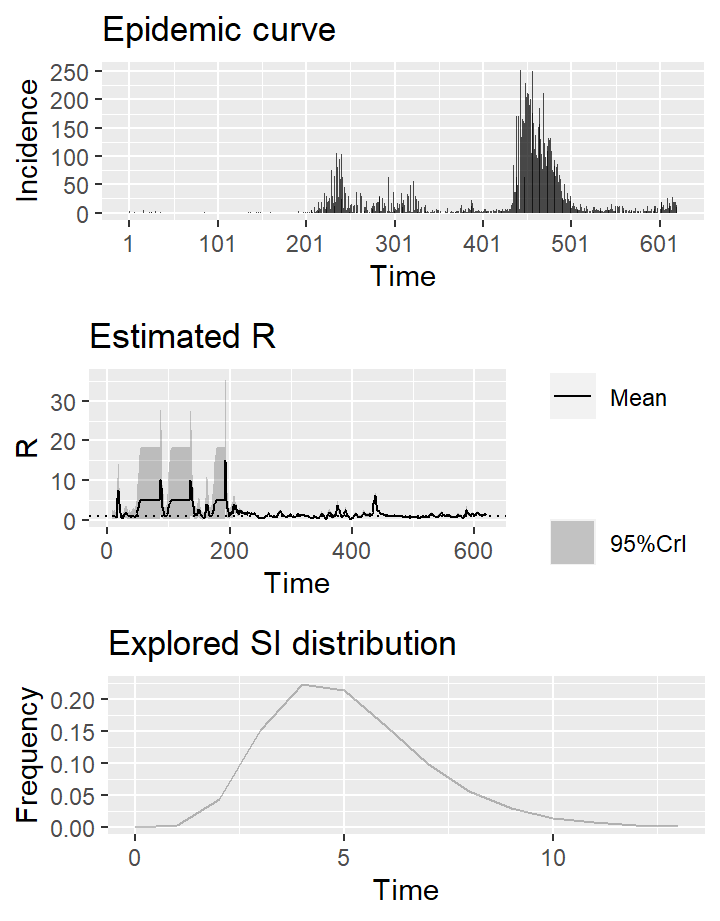 Epidemic curve
Incidence
250
200
150
100
50
0
1 101 201 301 401 501 601
Time
Estimated R
R
30
20
10
0
0 200 400 600
Time
Mean
95%CrI
Explored SI distribution
Frequency
0.20
0.15
0.10
0.05
0.00
0 5 10
Time